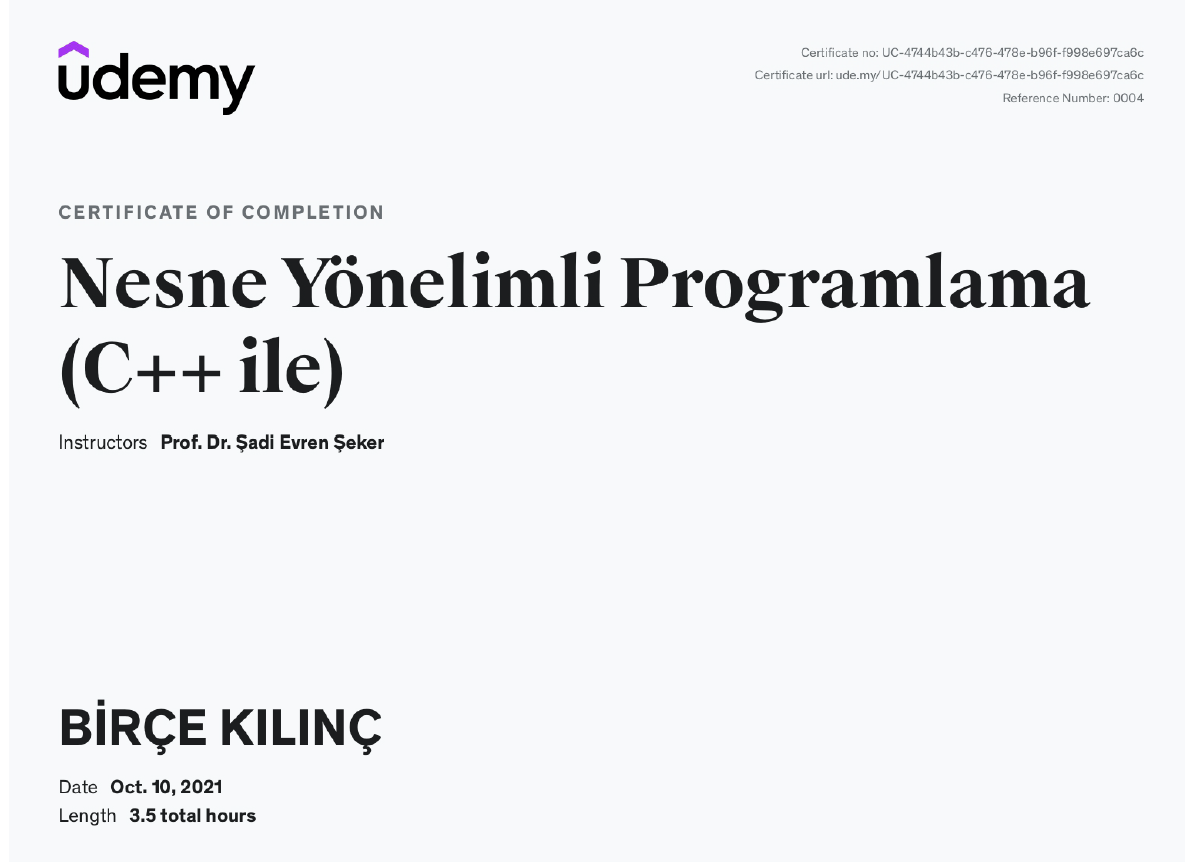 udemy
Certificate no: UC-4744b43b-c476-478e-b96f-f998e697ca6c
Certificate url: ude.my/UC-4744b43b-c476-478e-b96f-f998e697ca6c
Reference Number: 0004
CERTIFICATE OF COMPLETION
Nesne Yönelimli Programlama
(C++ ile)
Instructors Prof. Dr. Şadi Evren Şeker
BİRÇE KILINÇ
Date Oct. 10, 2021
Length 3.5 total hours